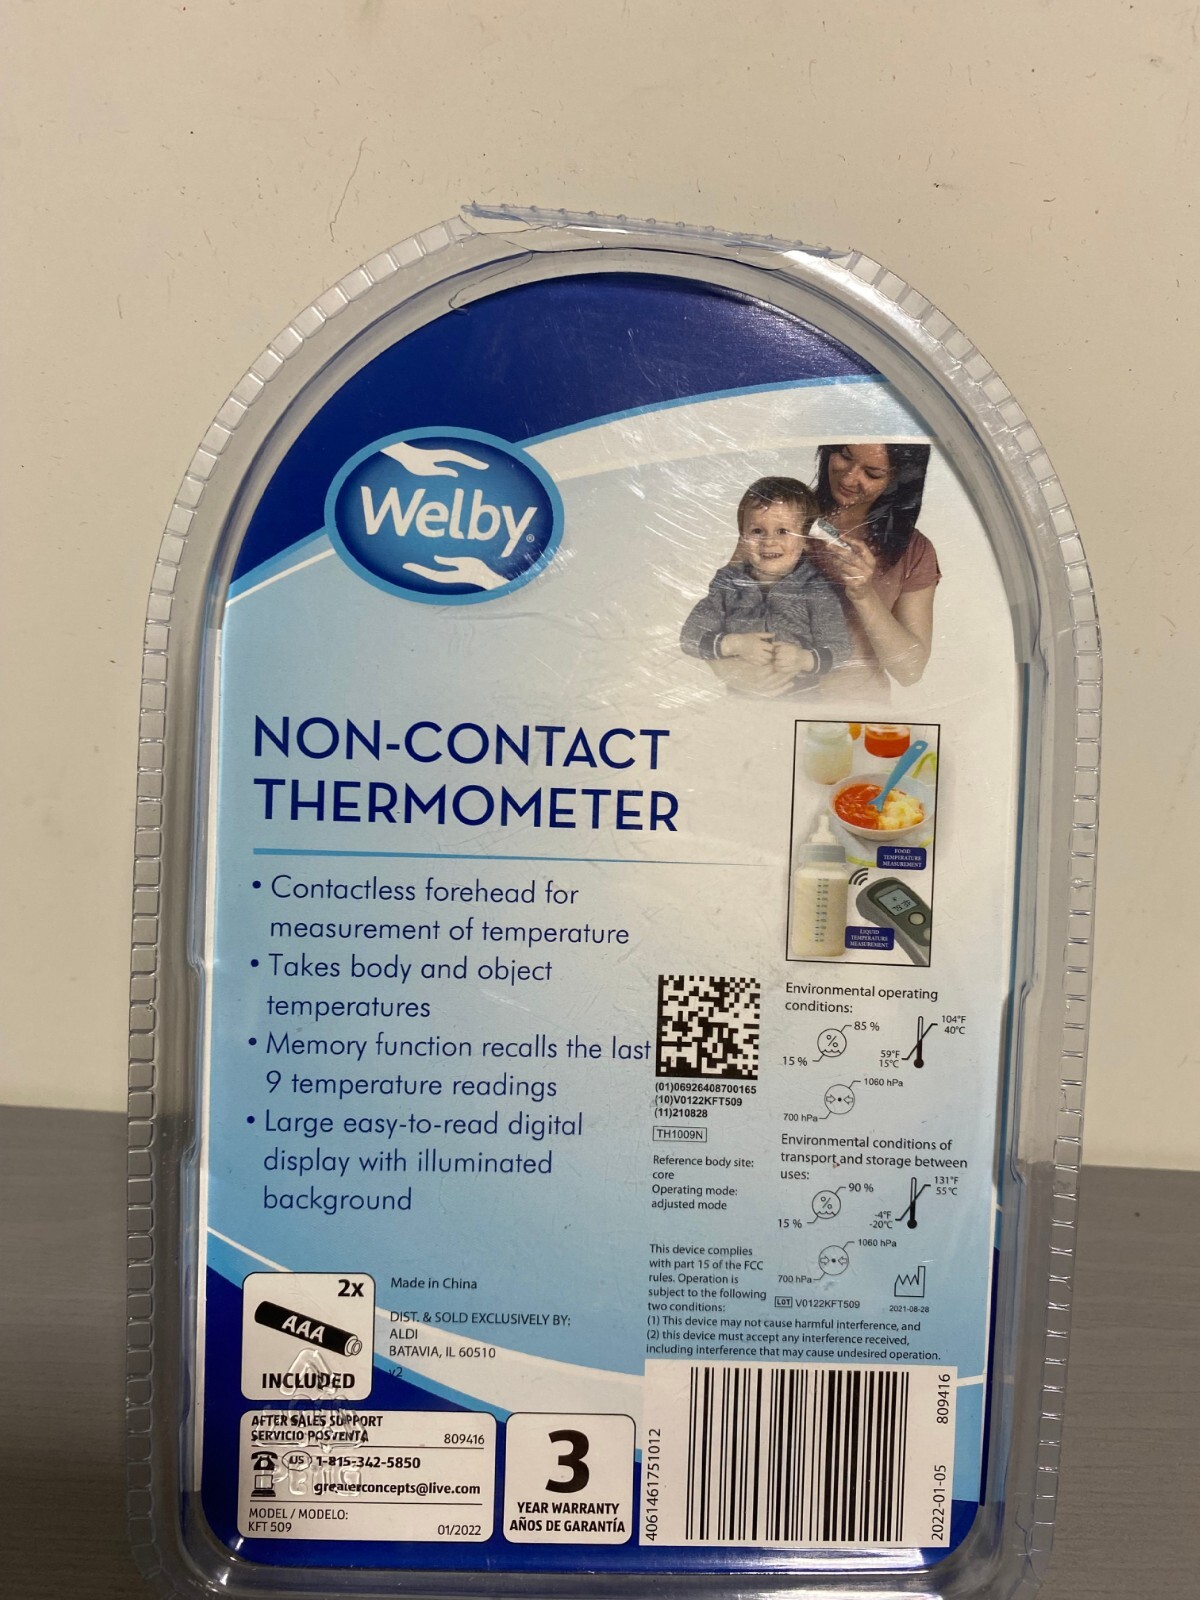 Welby®
NON-CONTACT
THERMOMETER
• Contactless forehead for
measurement of temperature
• Takes body and object
temperatures
• Memory function recalls the last
9 temperature readings
• Large easy-to-read digital
display with illuminated
background
FOOD
TEMPERATURE
MEASUREMENT
LIQUID
TEMPERATURE
MEASUREMENT
(01)06926408700165
(10)V0122KFT509
(11)210828
TH1009N
Reference body site:
core
Operating mode:
adjusted mode
Environmental operating
conditions:
85 %
%
15 %
104°F
40°C
59°F
15°C
1060 hPa
700 hPa
Environmental conditions of
transport and storage between
uses:
90 %
%
15 %
131°F
55°C
-4°F
-20°C
1060 hPa
700 hPa
LOT V0122KFT509
2021-08-28
This device complies
with part 15 of the FCC
rules. Operation is
subject to the following
two conditions:
(1) This device may not cause harmful interference, and
(2) this device must accept any interference received,
including interference that may cause undesired operation.
2x
AAA
INCLUDED
Made in China
DIST. & SOLD EXCLUSIVELY BY:
ALDI
BATAVIA, IL 60510
v2
AFTER SALES SUPPORT
SERVICIO POSVENTA
809416
US 1-815-342-5850
greaterconcepts@live.com
MODEL / MODELO:
KFT 509
01/2022
3
YEAR WARRANTY
AÑOS DE GARANTÍA
4061461751012
2022-01-05
809416